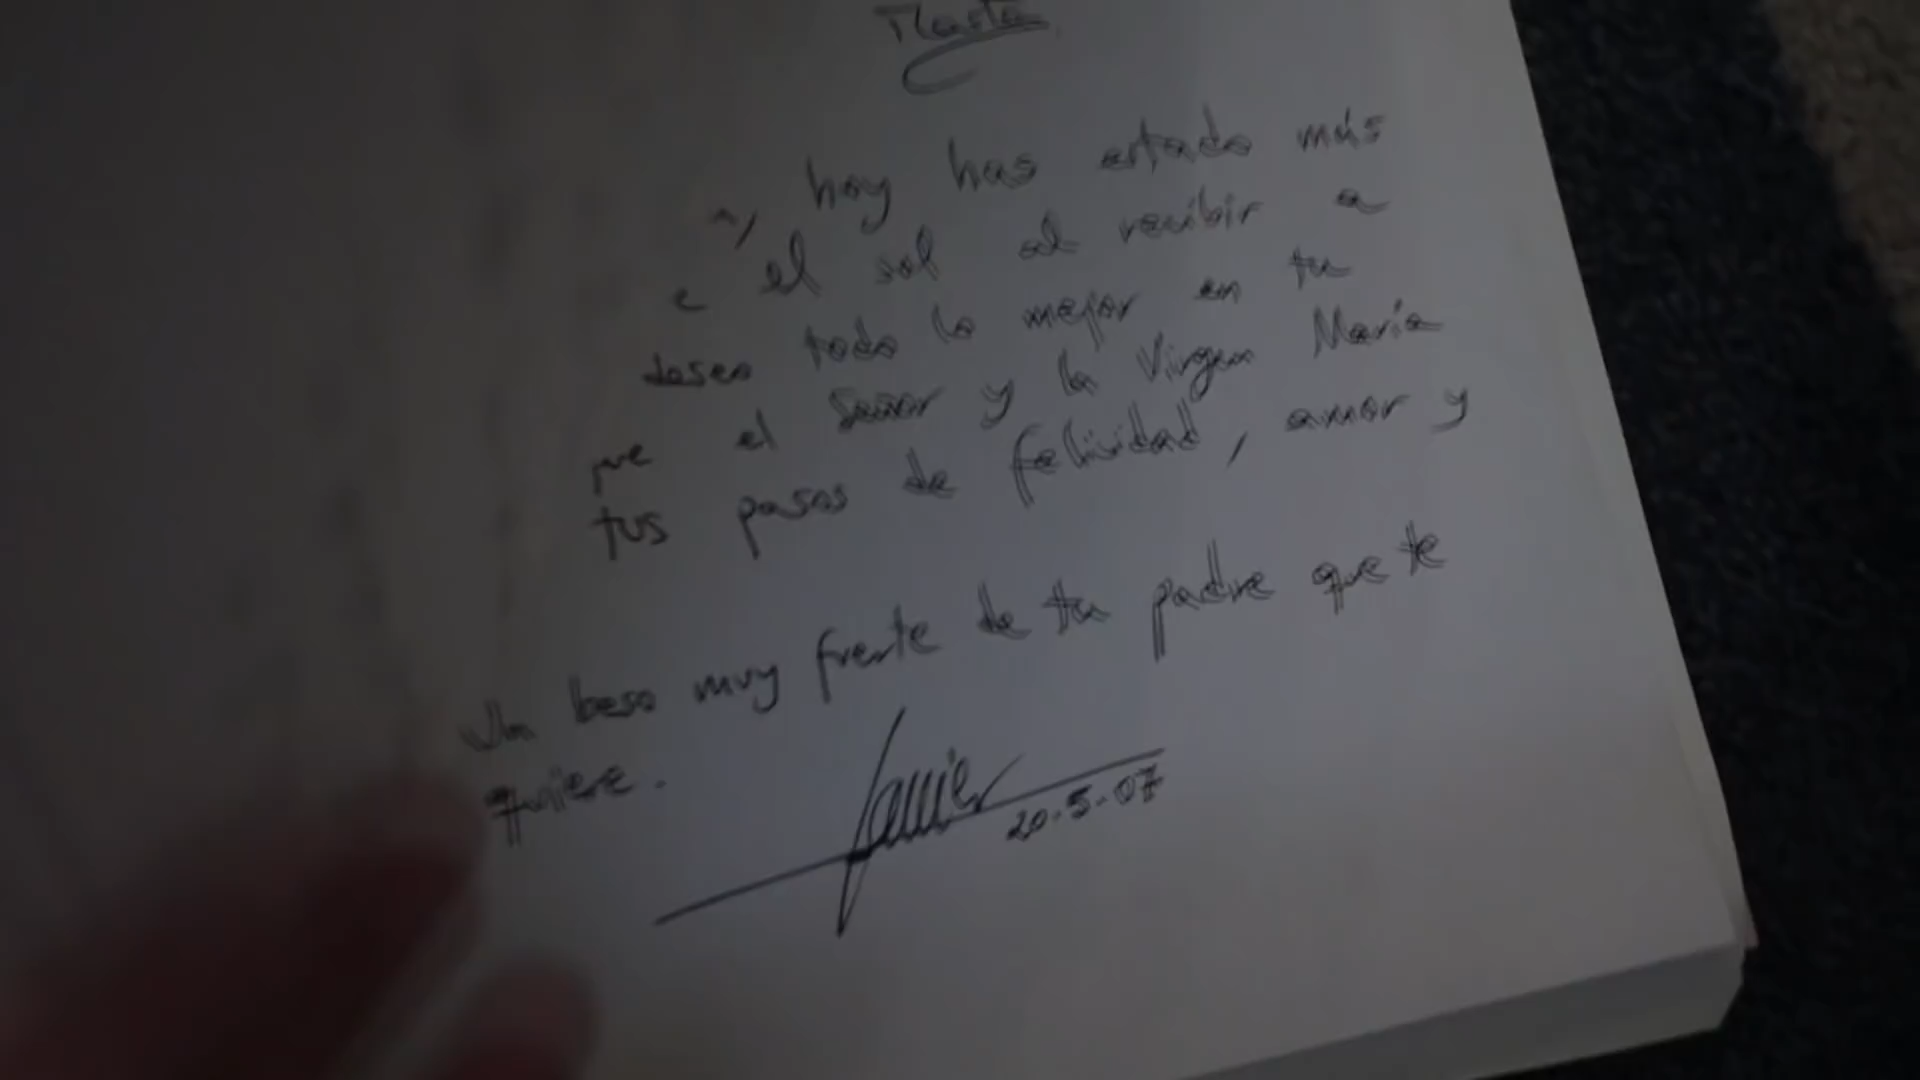 Marta
hoy has estado más
el sol al recibir a
deseo todo lo mejor en tu
que el Señor y la Virgen María
tus pasos de felicidad, amor y
Un beso muy fuerte de tu padre que te
quiere.
Javier
20-5-07